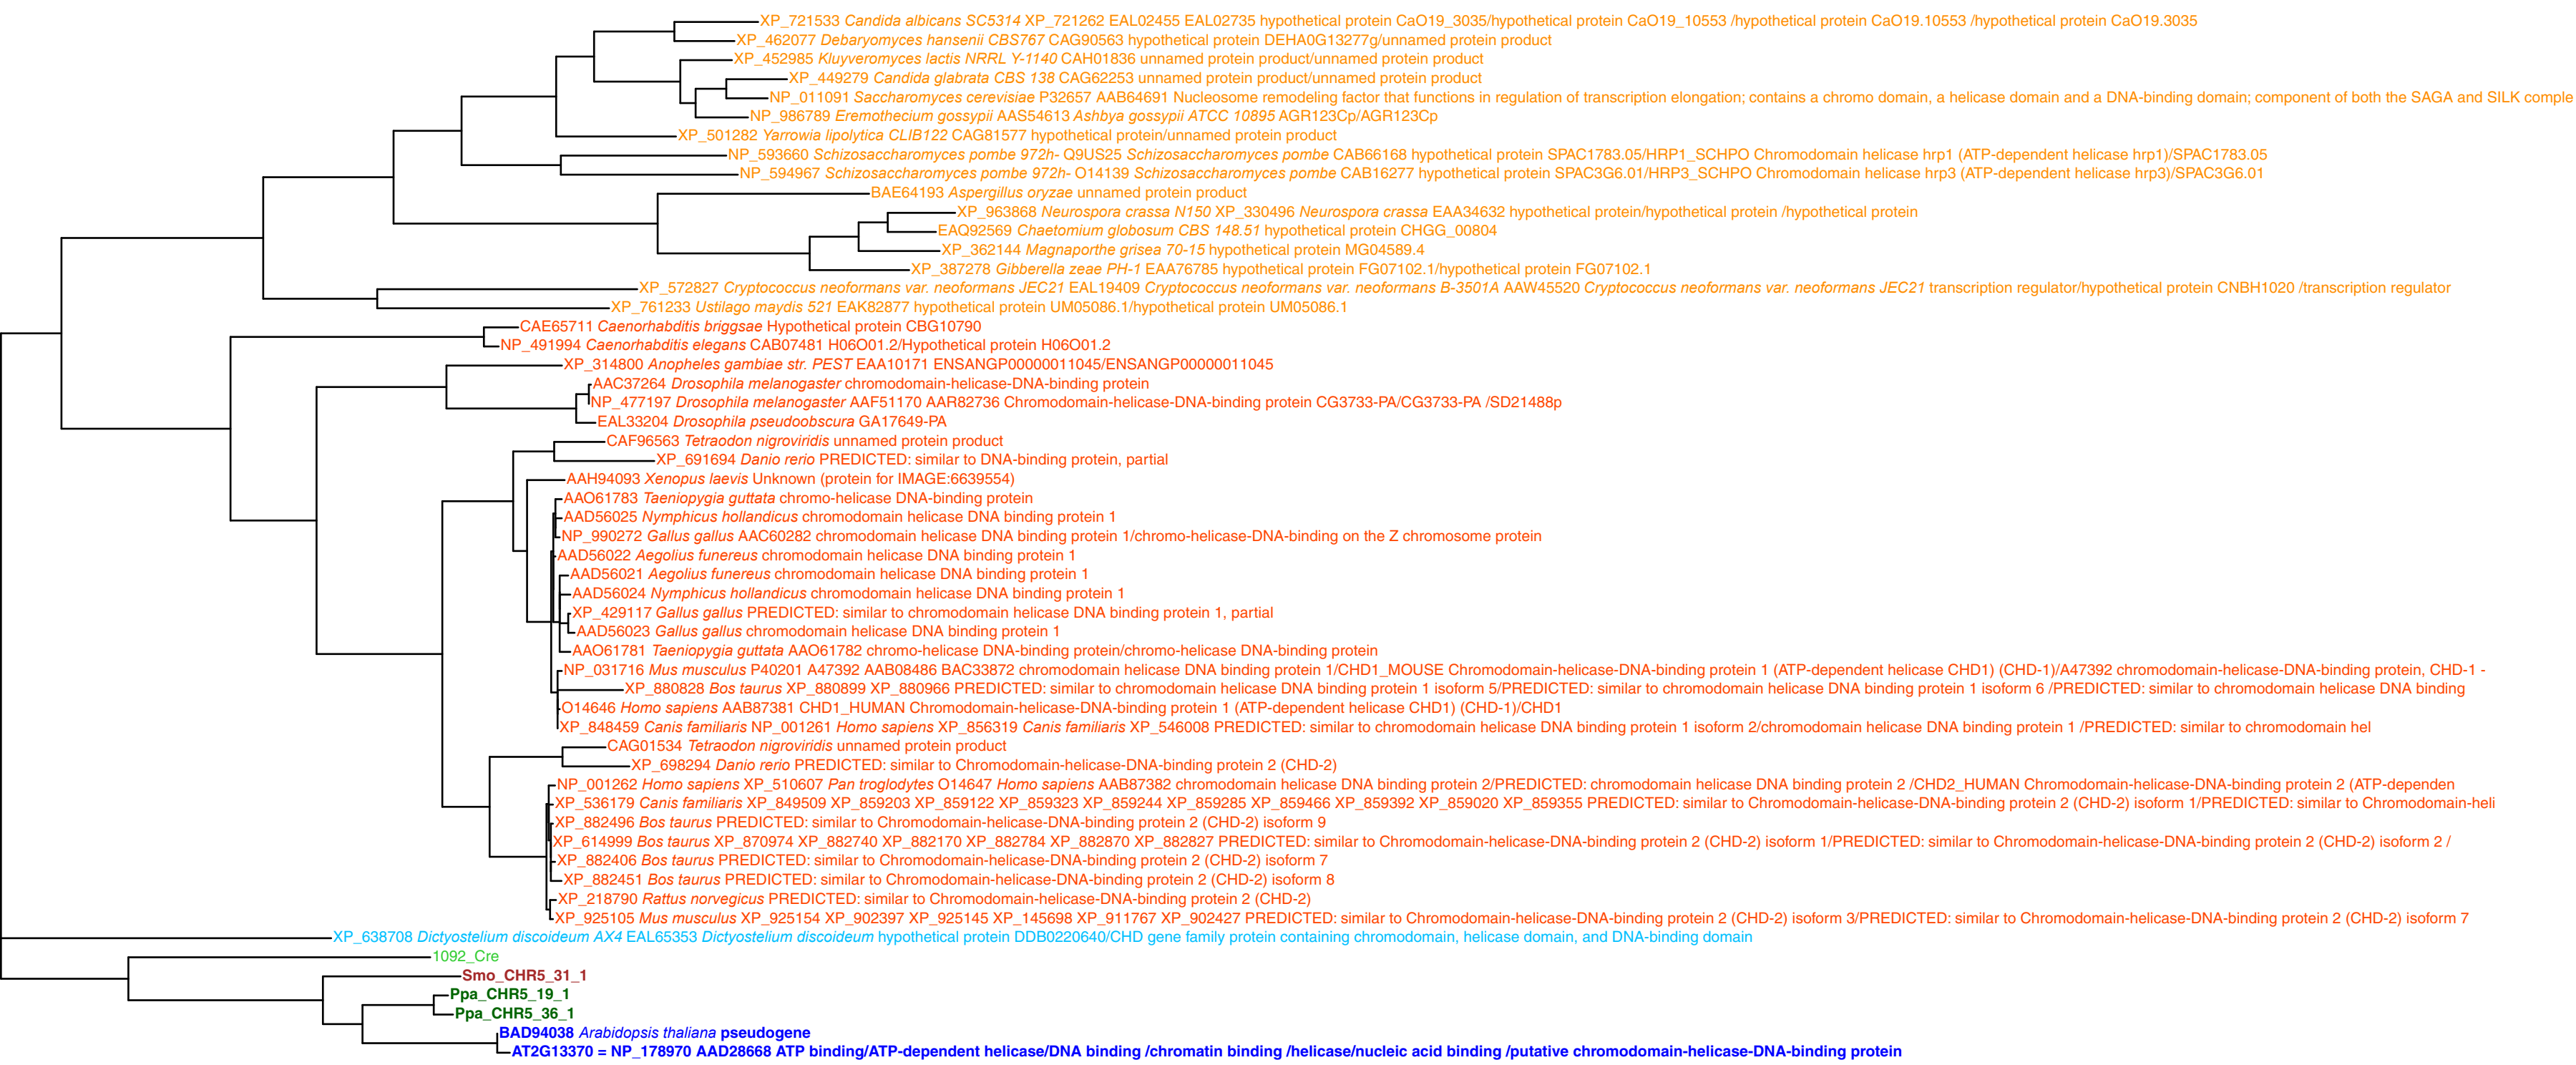 XP_721533 Candida albicans SC5314 XP_721262 EAL02455 EAL02735 hypothetical protein CaO19_3035/hypothetical protein CaO19_10553 /hypothetical protein CaO19.10553 /hypothetical protein CaO19.3035
XP_462077 Debaryomyces hansenii CBS767 CAG90563 hypothetical protein DEHA0G13277g/unnamed protein product
XP_452985 Kluyveromyces lactis NRRL Y-1140 CAH01836 unnamed protein product/unnamed protein product
XP_449279 Candida glabrata CBS 138 CAG62253 unnamed protein product/unnamed protein product
NP_011091 Saccharomyces cerevisiae P32657 AAB64691 Nucleosome remodeling factor that functions in regulation of transcription elongation; contains a chromo domain, a helicase domain and a DNA-binding domain; component of both the SAGA and SILK comple
NP_986789 Eremothecium gossypii AAS54613 Ashbya gossypii ATCC 10895 AGR123Cp/AGR123Cp
XP_501282 Yarrowia lipolytica CLIB122 CAG81577 hypothetical protein/unnamed protein product
NP_593660 Schizosaccharomyces pombe 972h- Q9US25 Schizosaccharomyces pombe CAB66168 hypothetical protein SPAC1783.05/HRP1_SCHPO Chromodomain helicase hrp1 (ATP-dependent helicase hrp1)/SPAC1783.05
NP_594967 Schizosaccharomyces pombe 972h- O14139 Schizosaccharomyces pombe CAB16277 hypothetical protein SPAC3G6.01/HRP3_SCHPO Chromodomain helicase hrp3 (ATP-dependent helicase hrp3)/SPAC3G6.01
BAE64193 Aspergillus oryzae unnamed protein product
XP_963868 Neurospora crassa N150 XP_330496 Neurospora crassa EAA34632 hypothetical protein/hypothetical protein /hypothetical protein
EAQ92569 Chaetomium globosum CBS 148.51 hypothetical protein CHGG_00804
XP_362144 Magnaporthe grisea 70-15 hypothetical protein MG04589.4
XP_387278 Gibberella zeae PH-1 EAA76785 hypothetical protein FG07102.1/hypothetical protein FG07102.1
XP_572827 Cryptococcus neoformans var. neoformans JEC21 EAL19409 Cryptococcus neoformans var. neoformans B-3501A AAW45520 Cryptococcus neoformans var. neoformans JEC21 transcription regulator/hypothetical protein CNBH1020 /transcription regulator
XP_761233 Ustilago maydis 521 EAK82877 hypothetical protein UM05086.1/hypothetical protein UM05086.1
CAE65711 Caenorhabditis briggsae Hypothetical protein CBG10790
NP_491994 Caenorhabditis elegans CAB07481 H06O01.2/Hypothetical protein H06O01.2
XP_314800 Anopheles gambiae str. PEST EAA10171 ENSANGP00000011045/ENSANGP00000011045
AAC37264 Drosophila melanogaster chromodomain-helicase-DNA-binding protein
NP_477197 Drosophila melanogaster AAF51170 AAR82736 Chromodomain-helicase-DNA-binding protein CG3733-PA/CG3733-PA /SD21488p
EAL33204 Drosophila pseudoobscura GA17649-PA
CAF96563 Tetraodon nigroviridis unnamed protein product
XP_691694 Danio rerio PREDICTED: similar to DNA-binding protein, partial
AAH94093 Xenopus laevis Unknown (protein for IMAGE:6639554)
AAO61783 Taeniopygia guttata chromo-helicase DNA-binding protein
AAD56025 Nymphicus hollandicus chromodomain helicase DNA binding protein 1
NP_990272 Gallus gallus AAC60282 chromodomain helicase DNA binding protein 1/chromo-helicase-DNA-binding on the Z chromosome protein
AAD56022 Aegolius funereus chromodomain helicase DNA binding protein 1
AAD56021 Aegolius funereus chromodomain helicase DNA binding protein 1
AAD56024 Nymphicus hollandicus chromodomain helicase DNA binding protein 1
XP_429117 Gallus gallus PREDICTED: similar to chromodomain helicase DNA binding protein 1, partial
AAD56023 Gallus gallus chromodomain helicase DNA binding protein 1
AAO61781 Taeniopygia guttata AAO61782 chromo-helicase DNA-binding protein/chromo-helicase DNA-binding protein
NP_031716 Mus musculus P40201 A47392 AAB08486 BAC33872 chromodomain helicase DNA binding protein 1/CHD1_MOUSE Chromodomain-helicase-DNA-binding protein 1 (ATP-dependent helicase CHD1) (CHD-1)/A47392 chromodomain-helicase-DNA-binding protein, CHD-1 -
XP_880828 Bos taurus XP_880899 XP_880966 PREDICTED: similar to chromodomain helicase DNA binding protein 1 isoform 5/PREDICTED: similar to chromodomain helicase DNA binding protein 1 isoform 6 /PREDICTED: similar to chromodomain helicase DNA binding
O14646 Homo sapiens AAB87381 CHD1_HUMAN Chromodomain-helicase-DNA-binding protein 1 (ATP-dependent helicase CHD1) (CHD-1)/CHD1
XP_848459 Canis familiaris NP_001261 Homo sapiens XP_856319 Canis familiaris XP_546008 PREDICTED: similar to chromodomain helicase DNA binding protein 1 isoform 2/chromodomain helicase DNA binding protein 1 /PREDICTED: similar to chromodomain hel
CAG01534 Tetraodon nigroviridis unnamed protein product
XP_698294 Danio rerio PREDICTED: similar to Chromodomain-helicase-DNA-binding protein 2 (CHD-2)
NP_001262 Homo sapiens XP_510607 Pan troglodytes O14647 Homo sapiens AAB87382 chromodomain helicase DNA binding protein 2/PREDICTED: chromodomain helicase DNA binding protein 2 /CHD2_HUMAN Chromodomain-helicase-DNA-binding protein 2 (ATP-dependen
XP_536179 Canis familiaris XP_849509 XP_859203 XP_859122 XP_859323 XP_859244 XP_859285 XP_859466 XP_859392 XP_859020 XP_859355 PREDICTED: similar to Chromodomain-helicase-DNA-binding protein 2 (CHD-2) isoform 1/PREDICTED: similar to Chromodomain-heli
XP_882496 Bos taurus PREDICTED: similar to Chromodomain-helicase-DNA-binding protein 2 (CHD-2) isoform 9
XP_614999 Bos taurus XP_870974 XP_882740 XP_882170 XP_882784 XP_882870 XP_882827 PREDICTED: similar to Chromodomain-helicase-DNA-binding protein 2 (CHD-2) isoform 1/PREDICTED: similar to Chromodomain-helicase-DNA-binding protein 2 (CHD-2) isoform 2 /
XP_882406 Bos taurus PREDICTED: similar to Chromodomain-helicase-DNA-binding protein 2 (CHD-2) isoform 7
XP_882451 Bos taurus PREDICTED: similar to Chromodomain-helicase-DNA-binding protein 2 (CHD-2) isoform 8
XP_218790 Rattus norvegicus PREDICTED: similar to Chromodomain-helicase-DNA-binding protein 2 (CHD-2)
XP_925105 Mus musculus XP_925154 XP_902397 XP_925145 XP_145698 XP_911767 XP_902427 PREDICTED: similar to Chromodomain-helicase-DNA-binding protein 2 (CHD-2) isoform 3/PREDICTED: similar to Chromodomain-helicase-DNA-binding protein 2 (CHD-2) isoform 7
XP_638708 Dictyostelium discoideum AX4 EAL65353 Dictyostelium discoideum hypothetical protein DDB0220640/CHD gene family protein containing chromodomain, helicase domain, and DNA-binding domain
1092_Cre
Smo_CHR5_31_1
Ppa_CHR5_19_1
Ppa_CHR5_36_1
BAD94038 Arabidopsis thaliana pseudogene
AT2G13370 = NP_178970 AAD28668 ATP binding/ATP-dependent helicase/DNA binding /chromatin binding /helicase/nucleic acid binding /putative chromodomain-helicase-DNA-binding protein